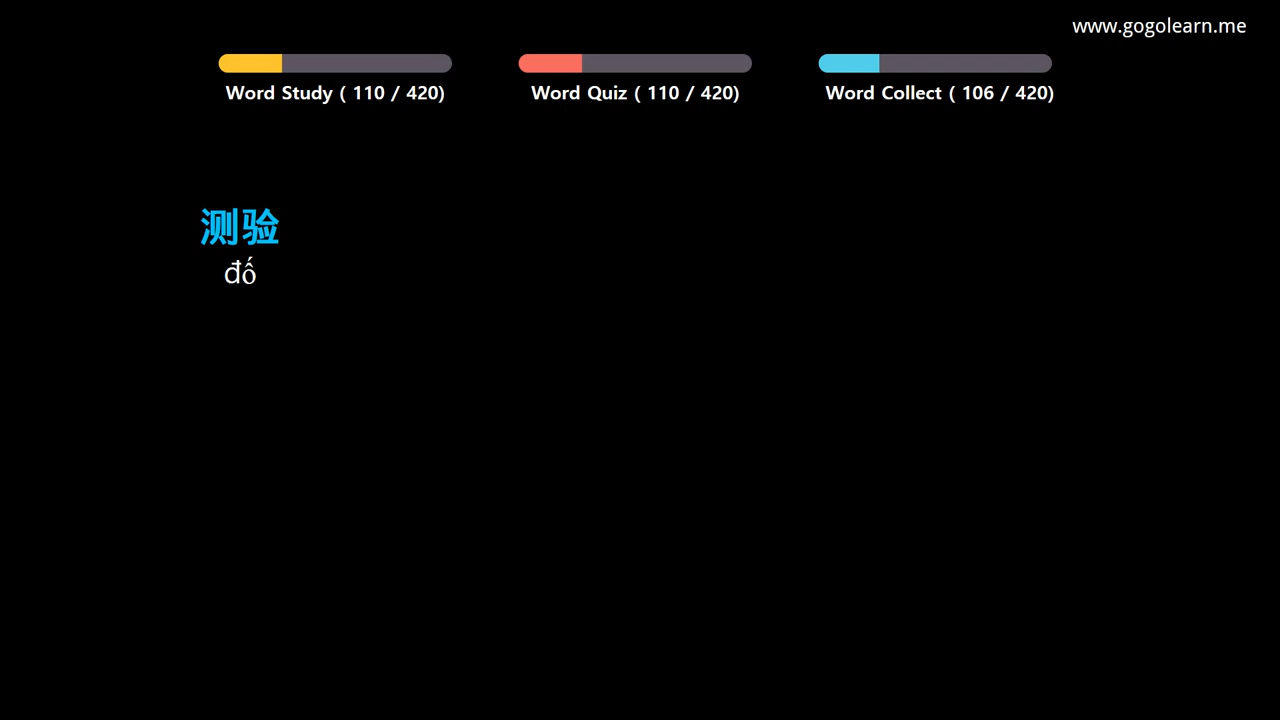 www.gogolearn.me
Word Study ( 110 / 420)
Word Quiz ( 110 / 420)
Word Collect ( 106 / 420)
测验
đố